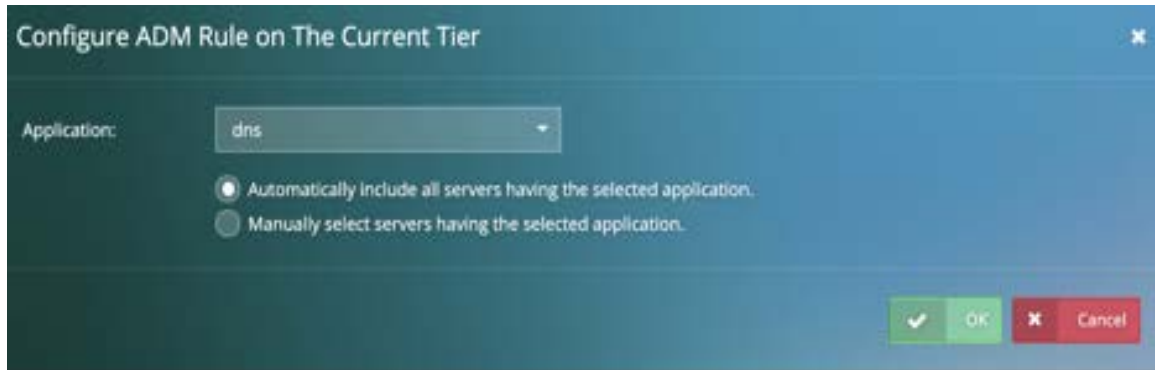 Configure ADM Rule on The Current Tier
Application:
dns
Automatically include all servers having the selected application.
Manually select servers having the selected application.
OK
Cancel